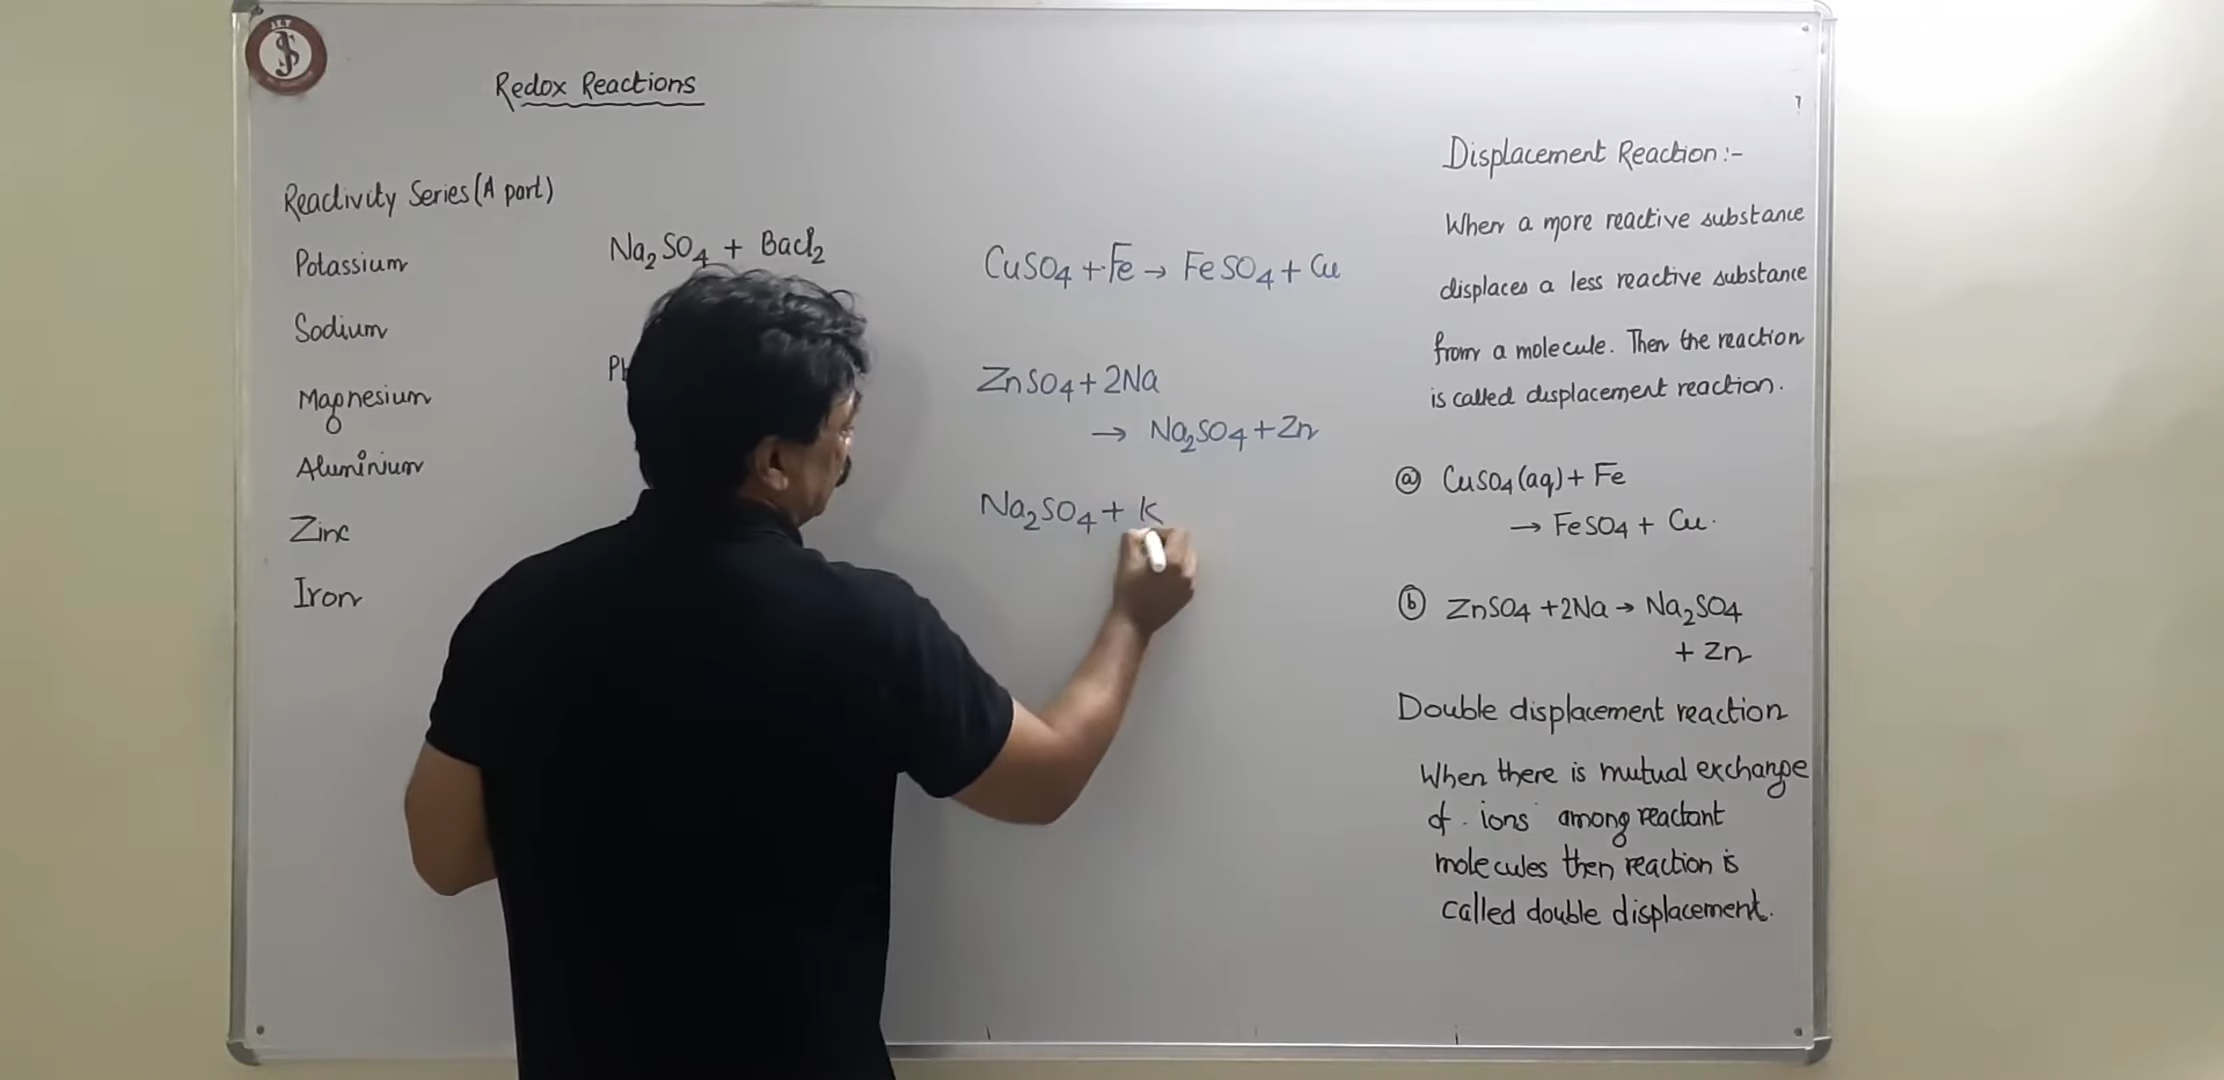 Redox Reactions
Reactivity Series (A part)
Potassium
Sodium
Magnesium
Aluminium
Zinc
Iron
Na₂SO₄ + Bacl₂
CuSO₄ + Fe → FeSO₄ + Cu
ZnSO₄ + 2Na
→ Na₂SO₄ + Zn
Na₂SO₄ + K
Displacement Reaction :-
When a more reactive substance
displaces a less reactive substance
from a molecule. Then the reaction
is called displacement reaction.
ⓐ CuSO₄ (aq) + Fe
→ FeSO₄ + Cu.
ⓑ ZnSO₄ + 2Na → Na₂SO₄
+ Zn
Double displacement reaction
When there is mutual exchange
of ions among reactant
molecules then reaction is
called double displacement.